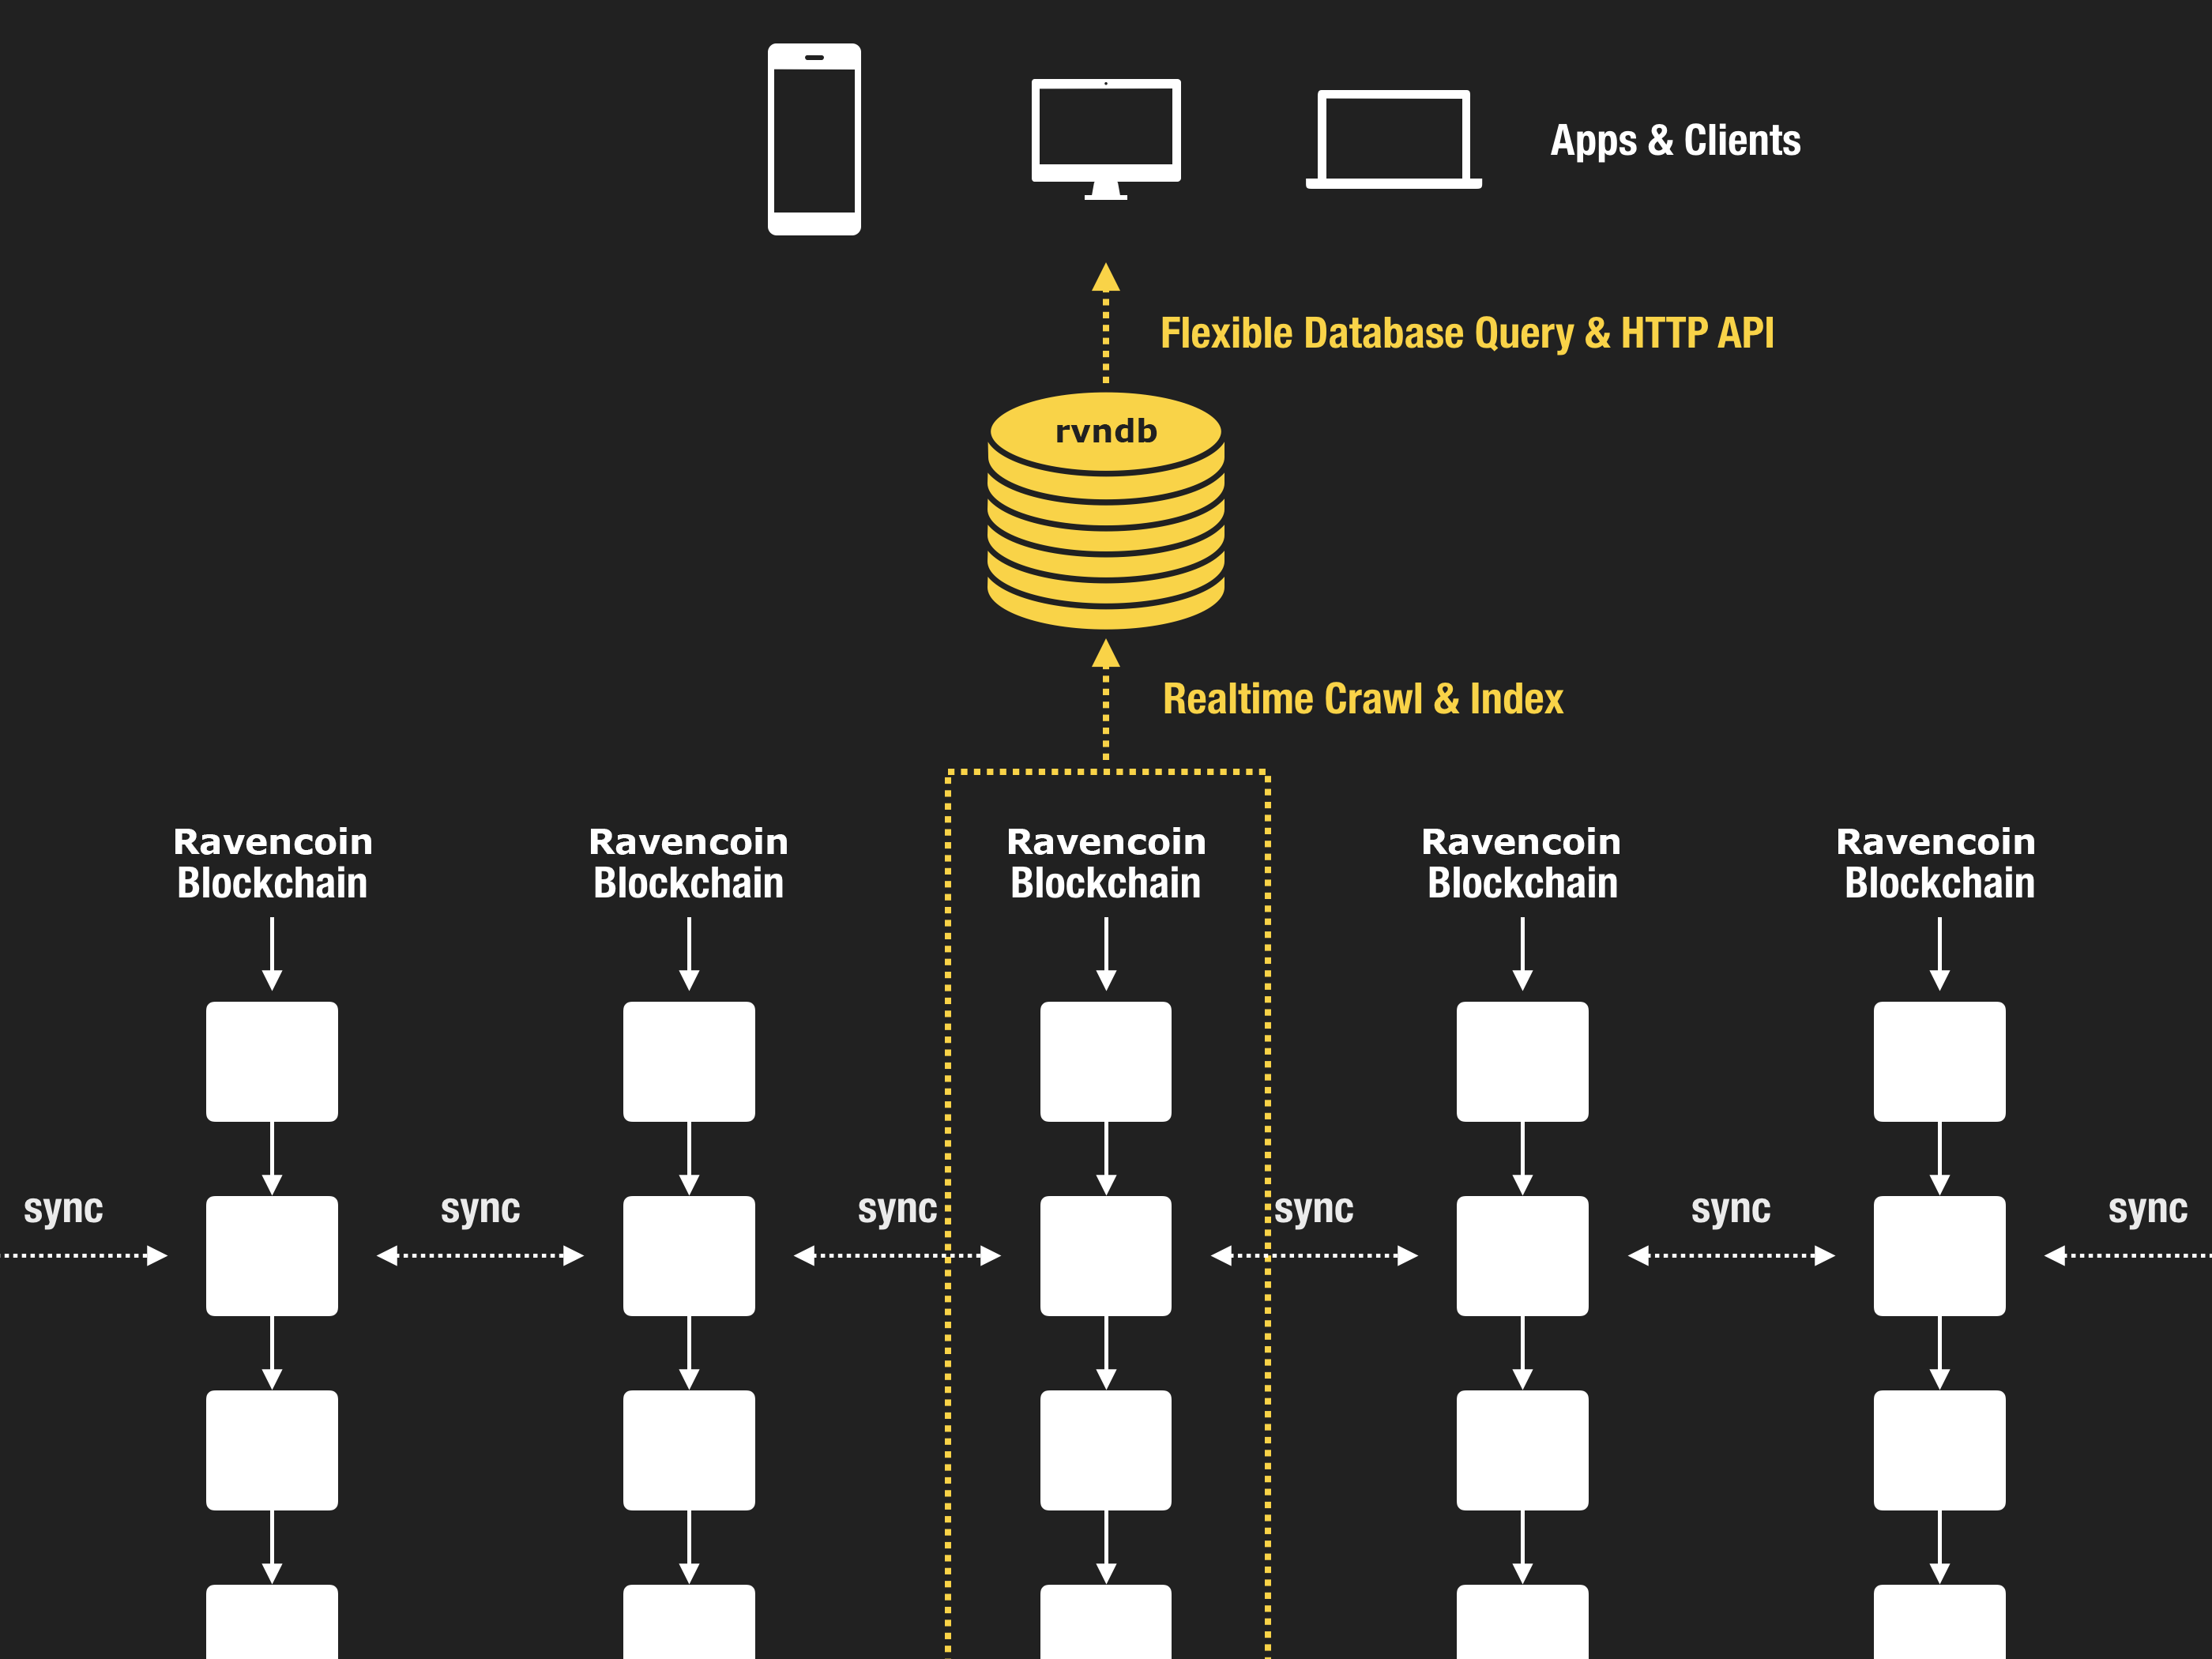 Apps & Clients
Flexible Database Query & HTTP API
rvndb
Realtime Crawl & Index
Ravencoin
Blockchain
Ravencoin
Blockchain
Ravencoin
Blockchain
Ravencoin
Blockchain
Ravencoin
Blockchain
sync
sync
sync
sync
sync
sync